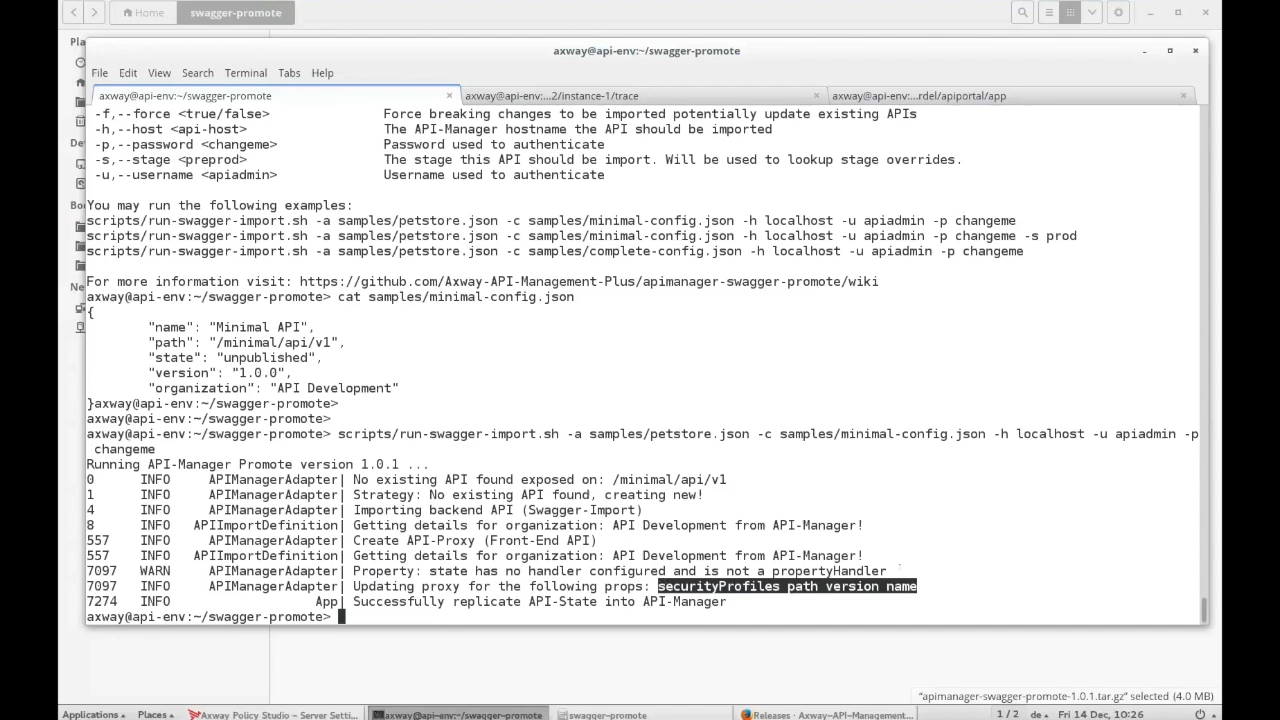 Home
swagger-promote
axway@api-env:~/swagger-promote
File Edit View Search Terminal Tabs Help
axway@api-env:~/swagger-promote × axway@api-env:...2/instance-1/trace × axway@api-env:...rdel/apiportal/app ×
-f,--force <true/false> Force breaking changes to be imported potentially update existing APIs
-h,--host <api-host> The API-Manager hostname the API should be imported
-p,--password <changeme> Password used to authenticate
-s,--stage <preprod> The stage this API should be import. Will be used to lookup stage overrides.
-u,--username <apiadmin> Username used to authenticate
You may run the following examples:
scripts/run-swagger-import.sh -a samples/petstore.json -c samples/minimal-config.json -h localhost -u apiadmin -p changeme
scripts/run-swagger-import.sh -a samples/petstore.json -c samples/minimal-config.json -h localhost -u apiadmin -p changeme -s prod
scripts/run-swagger-import.sh -a samples/petstore.json -c samples/complete-config.json -h localhost -u apiadmin -p changeme
For more information visit: https://github.com/Axway-API-Management-Plus/apimanager-swagger-promote/wiki
axway@api-env:~/swagger-promote> cat samples/minimal-config.json
{
"name": "Minimal API",
"path": "/minimal/api/v1",
"state": "unpublished",
"version": "1.0.0",
"organization": "API Development"
}axway@api-env:~/swagger-promote>
axway@api-env:~/swagger-promote>
axway@api-env:~/swagger-promote> scripts/run-swagger-import.sh -a samples/petstore.json -c samples/minimal-config.json -h localhost -u apiadmin -p
changeme
Running API-Manager Promote version 1.0.1 ...
0 INFO APIManagerAdapter| No existing API found exposed on: /minimal/api/v1
1 INFO APIManagerAdapter| Strategy: No existing API found, creating new!
4 INFO APIManagerAdapter| Importing backend API (Swagger-Import)
8 INFO APIImportDefinition| Getting details for organization: API Development from API-Manager!
557 INFO APIManagerAdapter| Create API-Proxy (Front-End API)
557 INFO APIImportDefinition| Getting details for organization: API Development from API-Manager!
7097 WARN APIManagerAdapter| Property: state has no handler configured and is not a propertyHandler
7097 INFO APIManagerAdapter| Updating proxy for the following props: securityProfiles path version name
7274 INFO App| Successfully replicate API-State into API-Manager
axway@api-env:~/swagger-promote>
Pla
De
Bo
Ne
"apimanager-swagger-promote-1.0.1.tar.gz" selected (4.0 MB)
Applications Places Axway Policy Studio – Server Setti... axway@api-env:~/swagger-promote swagger-promote Releases · Axway-API-Management... 1 / 2 de Fri 14 Dec, 10:26